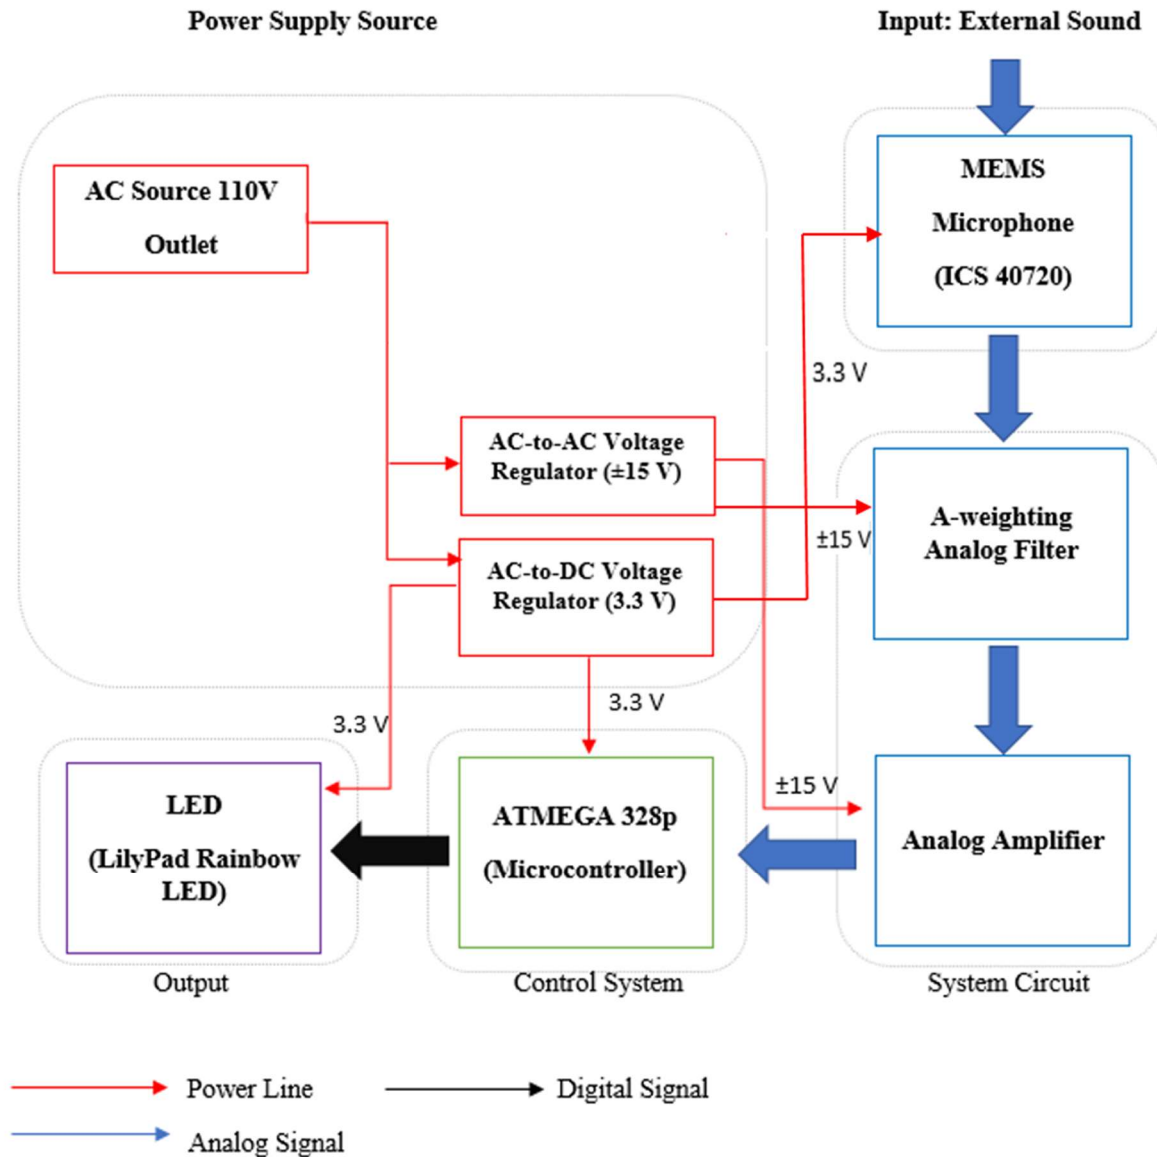 Power Supply Source
Input: External Sound
AC Source 110V
Outlet
MEMS
Microphone
(ICS 40720)
3.3 V
AC-to-AC Voltage
Regulator (±15 V)
A-weighting
Analog Filter
±15 V
AC-to-DC Voltage
Regulator (3.3 V)
3.3 V
3.3 V
±15 V
LED
(LilyPad Rainbow
LED)
ATMEGA 328p
(Microcontroller)
Analog Amplifier
Output
Control System
System Circuit
Power Line
Digital Signal
Analog Signal